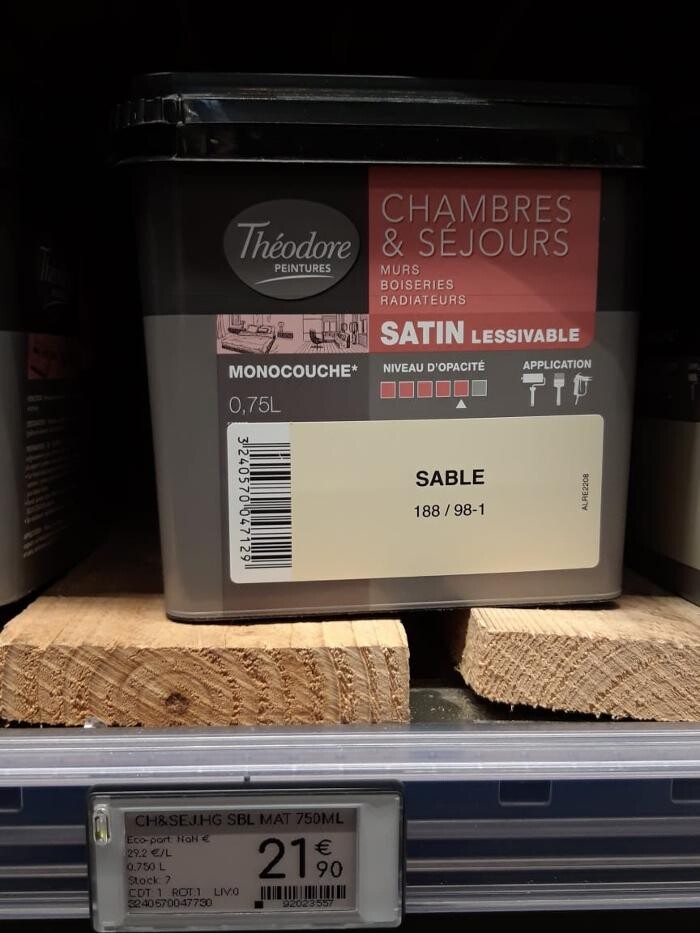 Théodore
PEINTURES
CHAMBRES
& SÉJOURS
MURS
BOISERIES
RADIATEURS
SATIN LESSIVABLE
MONOCOUCHE*
NIVEAU D'OPACITÉ
APPLICATION
0,75L
3240570047129
SABLE
188 / 98-1
ALRE2208
CH&SEJ.HG SBL MAT 750ML
Eco-part. NaN €
29.2 €/L
0.750 L
Stock: 7
CDT:1 ROT:1 LIV:0
3240570047730
21€90
92023557